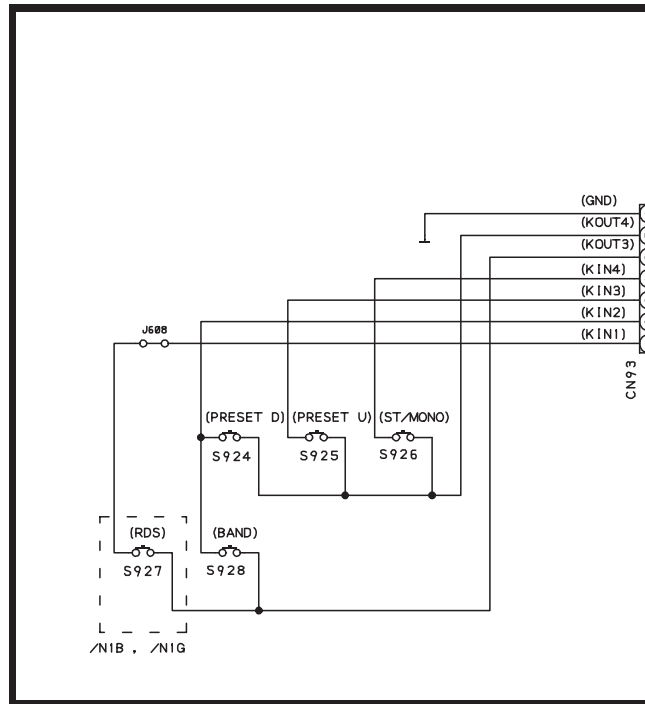 (GND)
(KOUT4)
(KOUT3)
(KIN4)
(KIN3)
(KIN2)
(KIN1)
CN93
J608
(PRESET D) (PRESET U) (ST/MONO)
S924 S925 S926
(RDS) (BAND)
S927 S928
/N1B , /N1G